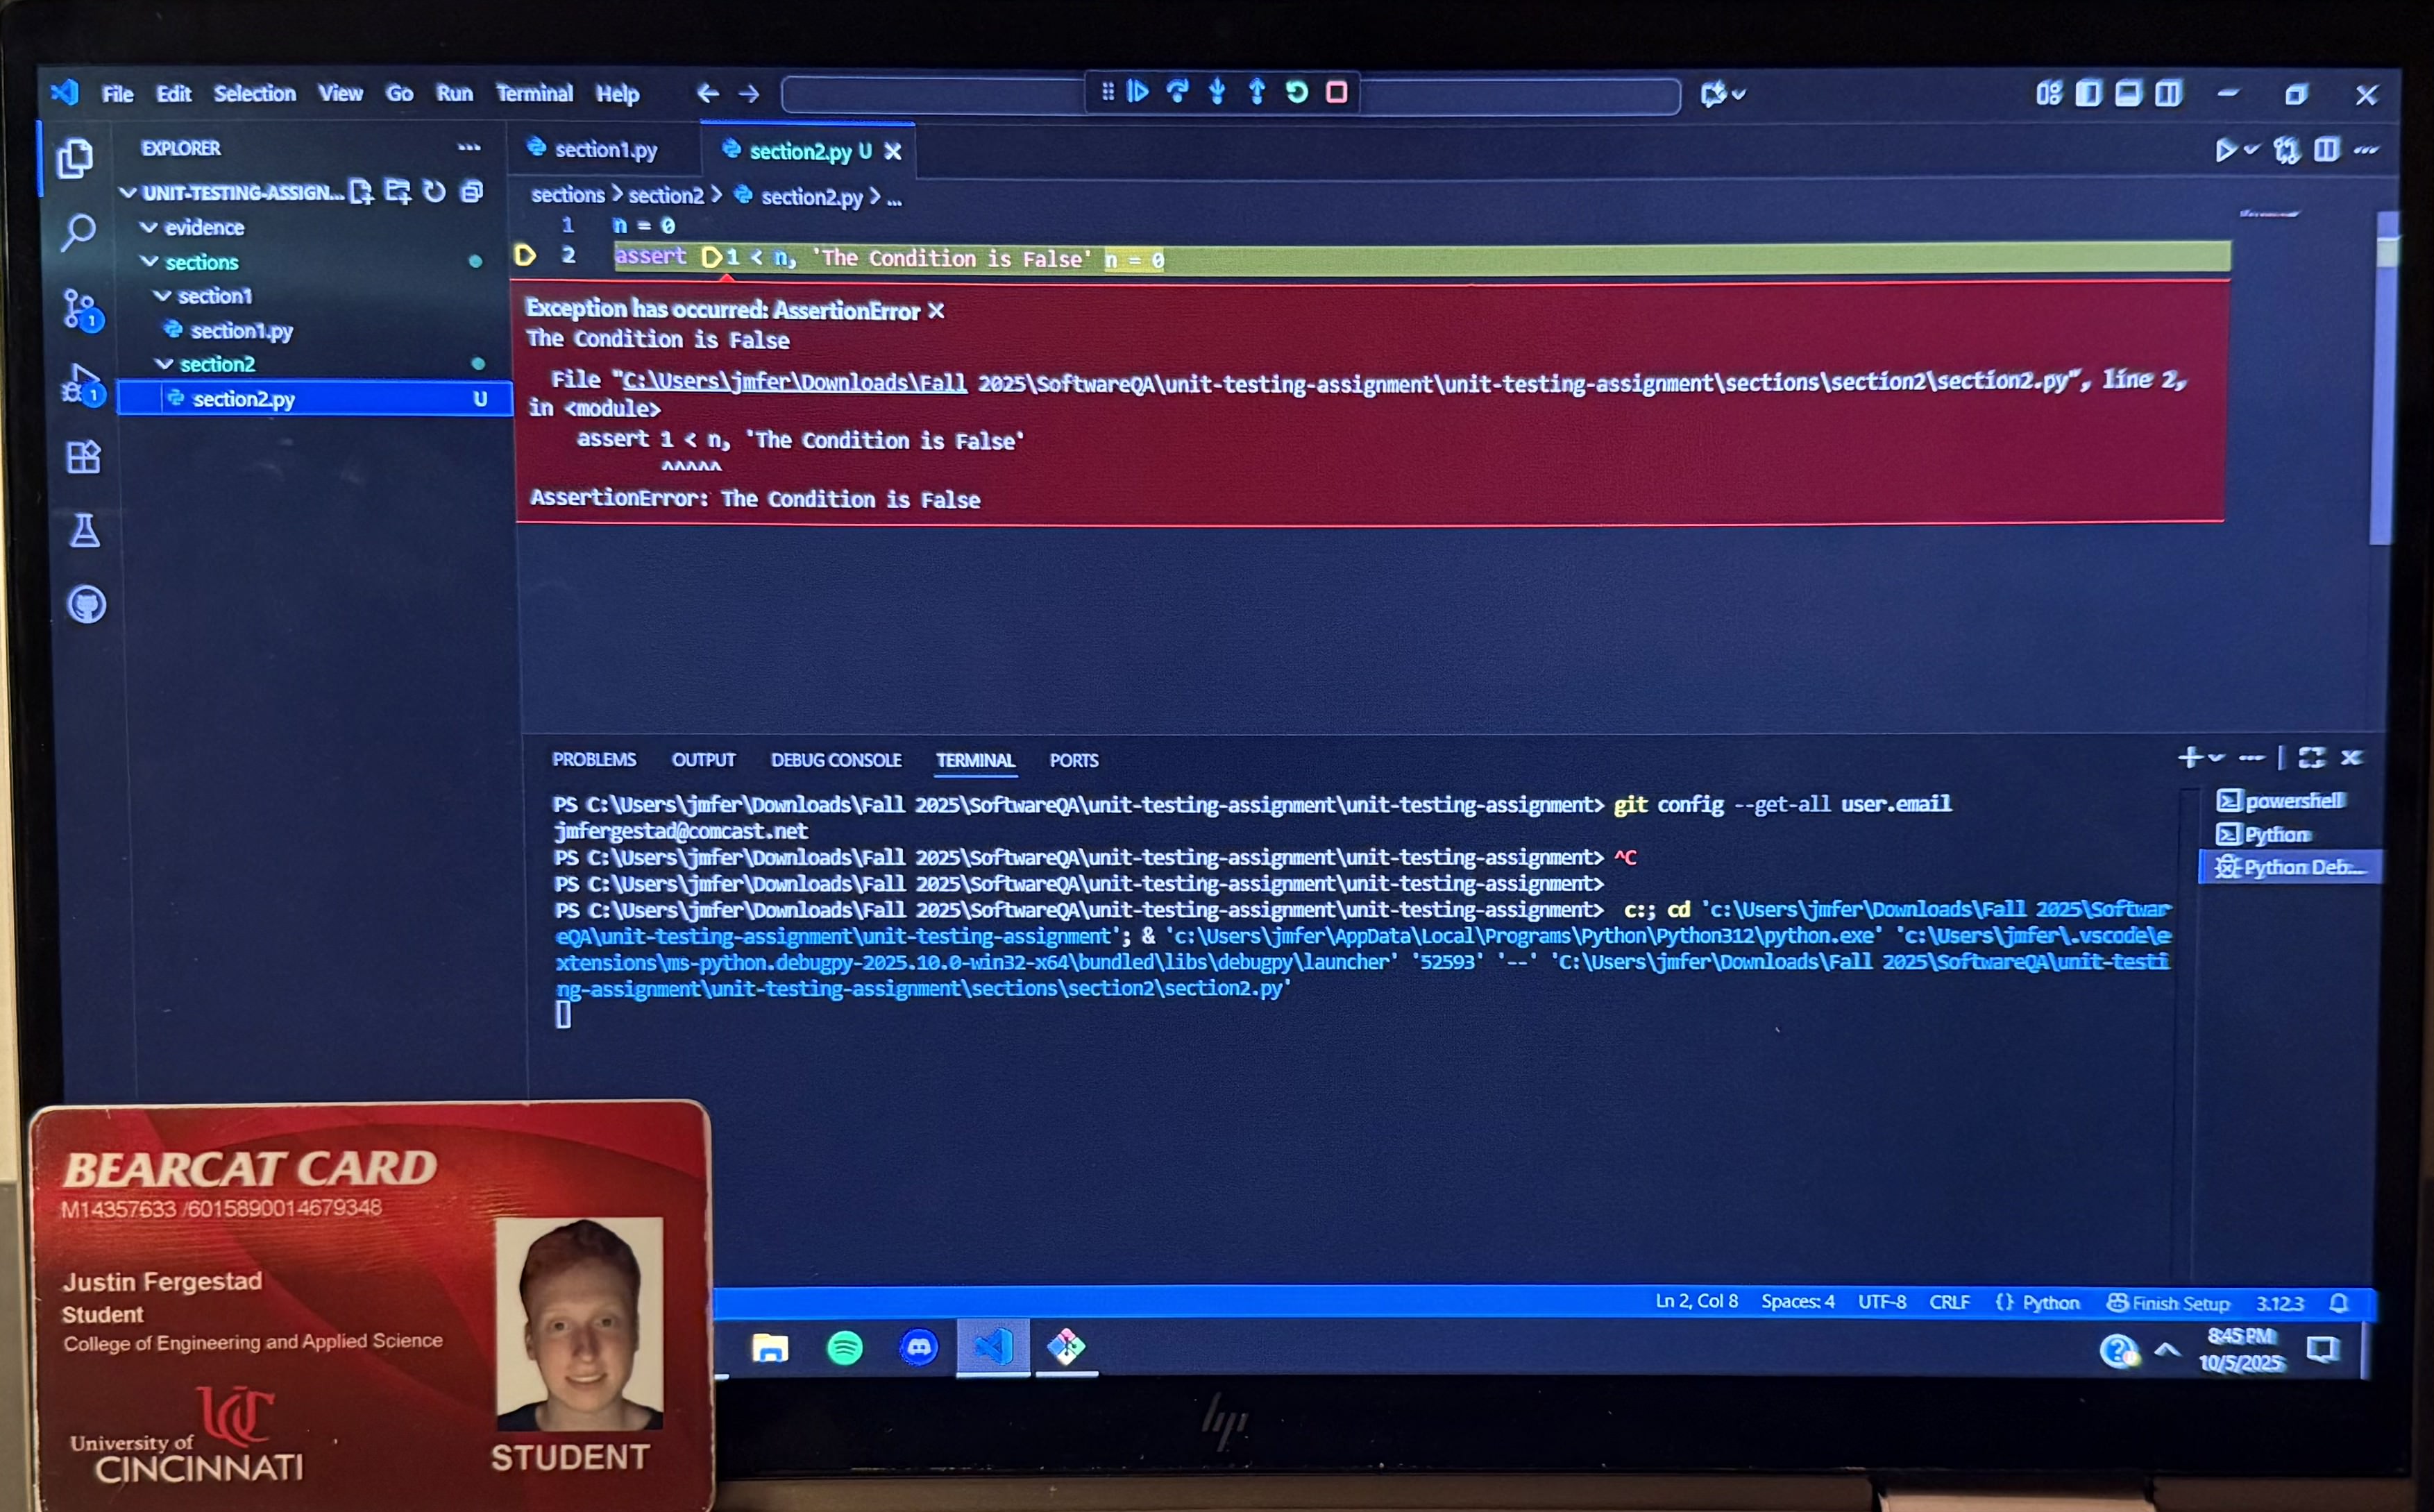 File Edit Selection View Go Run Terminal Help
EXPLORER
UNIT-TESTING-ASSIGN...
evidence
sections
section1
section1.py
section2
section2.py U
1
1
section1.py
section2.py U
sections > section2 > section2.py > ...
1 n = 0
2 assert 1 < n, 'The Condition is False' n = 0
Exception has occurred: AssertionError ×
The Condition is False
File "C:\Users\jmfer\Downloads\Fall 2025\SoftwareQA\unit-testing-assignment\unit-testing-assignment\sections\section2\section2.py", line 2,
in <module>
assert 1 < n, 'The Condition is False'
^^^^^
AssertionError: The Condition is False
PROBLEMS OUTPUT DEBUG CONSOLE TERMINAL PORTS
PS C:\Users\jmfer\Downloads\Fall 2025\SoftwareQA\unit-testing-assignment\unit-testing-assignment> git config --get-all user.email
jmfergestad@comcast.net
PS C:\Users\jmfer\Downloads\Fall 2025\SoftwareQA\unit-testing-assignment\unit-testing-assignment> ^C
PS C:\Users\jmfer\Downloads\Fall 2025\SoftwareQA\unit-testing-assignment\unit-testing-assignment>
PS C:\Users\jmfer\Downloads\Fall 2025\SoftwareQA\unit-testing-assignment\unit-testing-assignment>  c:; cd 'c:\Users\jmfer\Downloads\Fall 2025\Softwar
eQA\unit-testing-assignment\unit-testing-assignment'; & 'c:\Users\jmfer\AppData\Local\Programs\Python\Python312\python.exe' 'c:\Users\jmfer\.vscode\e
xtensions\ms-python.debugpy-2025.10.0-win32-x64\bundled\libs\debugpy\launcher' '52593' '--' 'C:\Users\jmfer\Downloads\Fall 2025\SoftwareQA\unit-testi
ng-assignment\unit-testing-assignment\sections\section2\section2.py'
powershell
Python
Python Deb...
Ln 2, Col 8 Spaces: 4 UTF-8 CRLF {} Python Finish Setup 3.12.3
8:45 PM
10/5/2025
hp
BEARCAT CARD
M14357633 /6015890014679348
Justin Fergestad
Student
College of Engineering and Applied Science
UC
University of
CINCINNATI
STUDENT